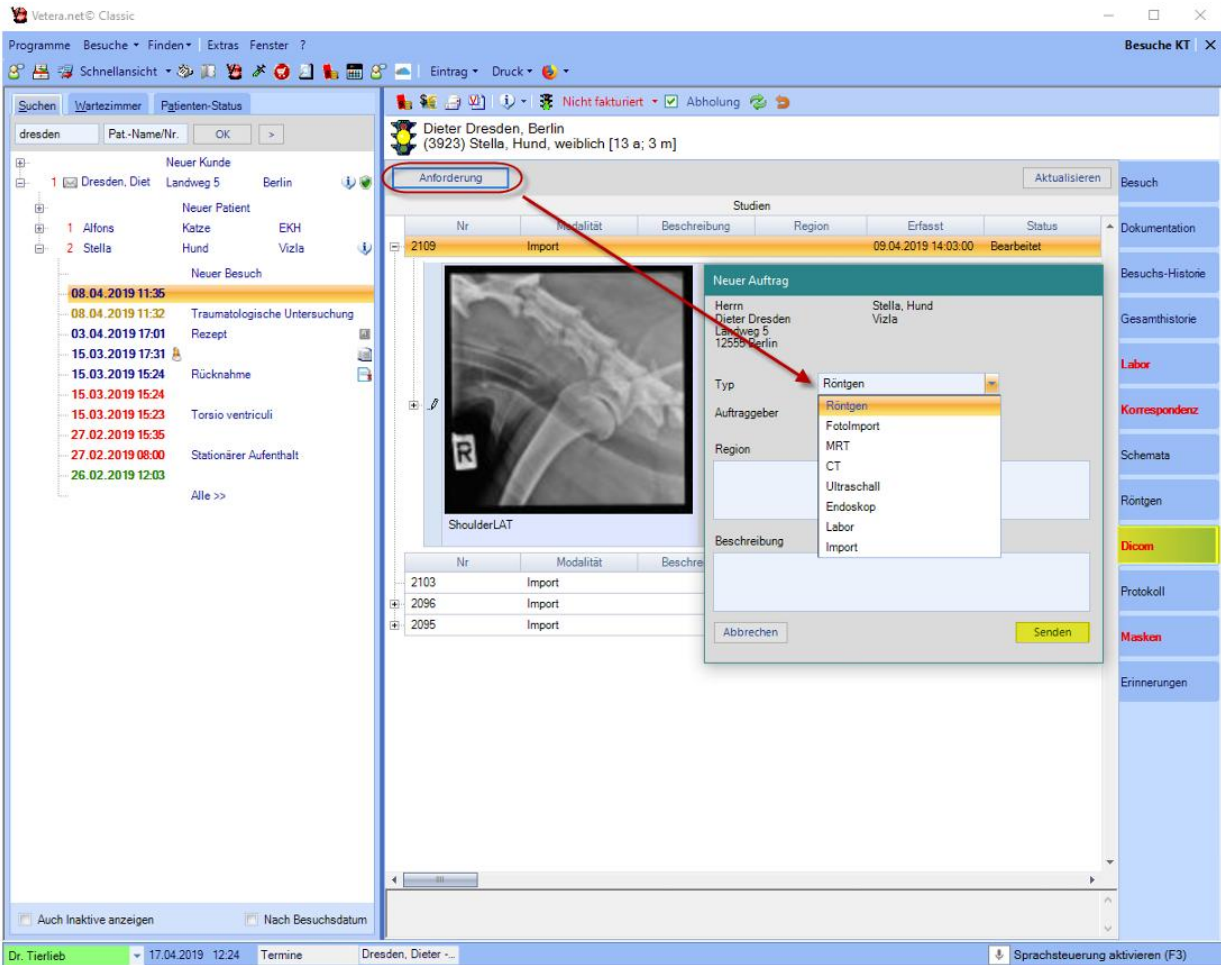 Vetera.net© Classic
Programme Besuche Finden Extras Fenster ?
Besuche KT X
Schnellansicht Eintrag Druck
Suchen Wartezimmer Patienten-Status
dresden Pat.-Name/Nr. OK >
Neuer Kunde
1 Dresden, Diet Landweg 5 Berlin
Neuer Patient
1 Alfons Katze EKH
2 Stella Hund Vizla
Neuer Besuch
08.04.2019 11:35
08.04.2019 11:32 Traumatologische Untersuchung
03.04.2019 17:01 Rezept
15.03.2019 17:31
15.03.2019 15:24 Rücknahme
15.03.2019 15:24
15.03.2019 15:23 Torsio ventriculi
27.02.2019 15:35
27.02.2019 08:00 Stationärer Aufenthalt
26.02.2019 12:03
Alle >>
Auch Inaktive anzeigen Nach Besuchsdatum
Nicht fakturiert Abholung
Dieter Dresden, Berlin
(3923) Stella, Hund, weiblich [13 a; 3 m]
Anforderung Aktualisieren
Studien
Nr Modalität Beschreibung Region Erfasst Status
2109 Import 09.04.2019 14:03:00 Bearbeitet
R
ShoulderLAT
Nr Modalität Beschre
2103 Import
2096 Import
2095 Import
Neuer Auftrag
Herrn Stella, Hund
Dieter Dresden Vizla
Landweg 5
12555 Berlin
Typ Röntgen
Auftraggeber
Region
Beschreibung
Röntgen
FotoImport
MRT
CT
Ultraschall
Endoskop
Labor
Import
Abbrechen Senden
Besuch
Dokumentation
Besuchs-Historie
Gesamthistorie
Labor
Korrespondenz
Schemata
Röntgen
Dicom
Protokoll
Masken
Erinnerungen
Dr. Tierlieb 17.04.2019 12:24 Termine Dresden, Dieter -... Sprachsteuerung aktivieren (F3)